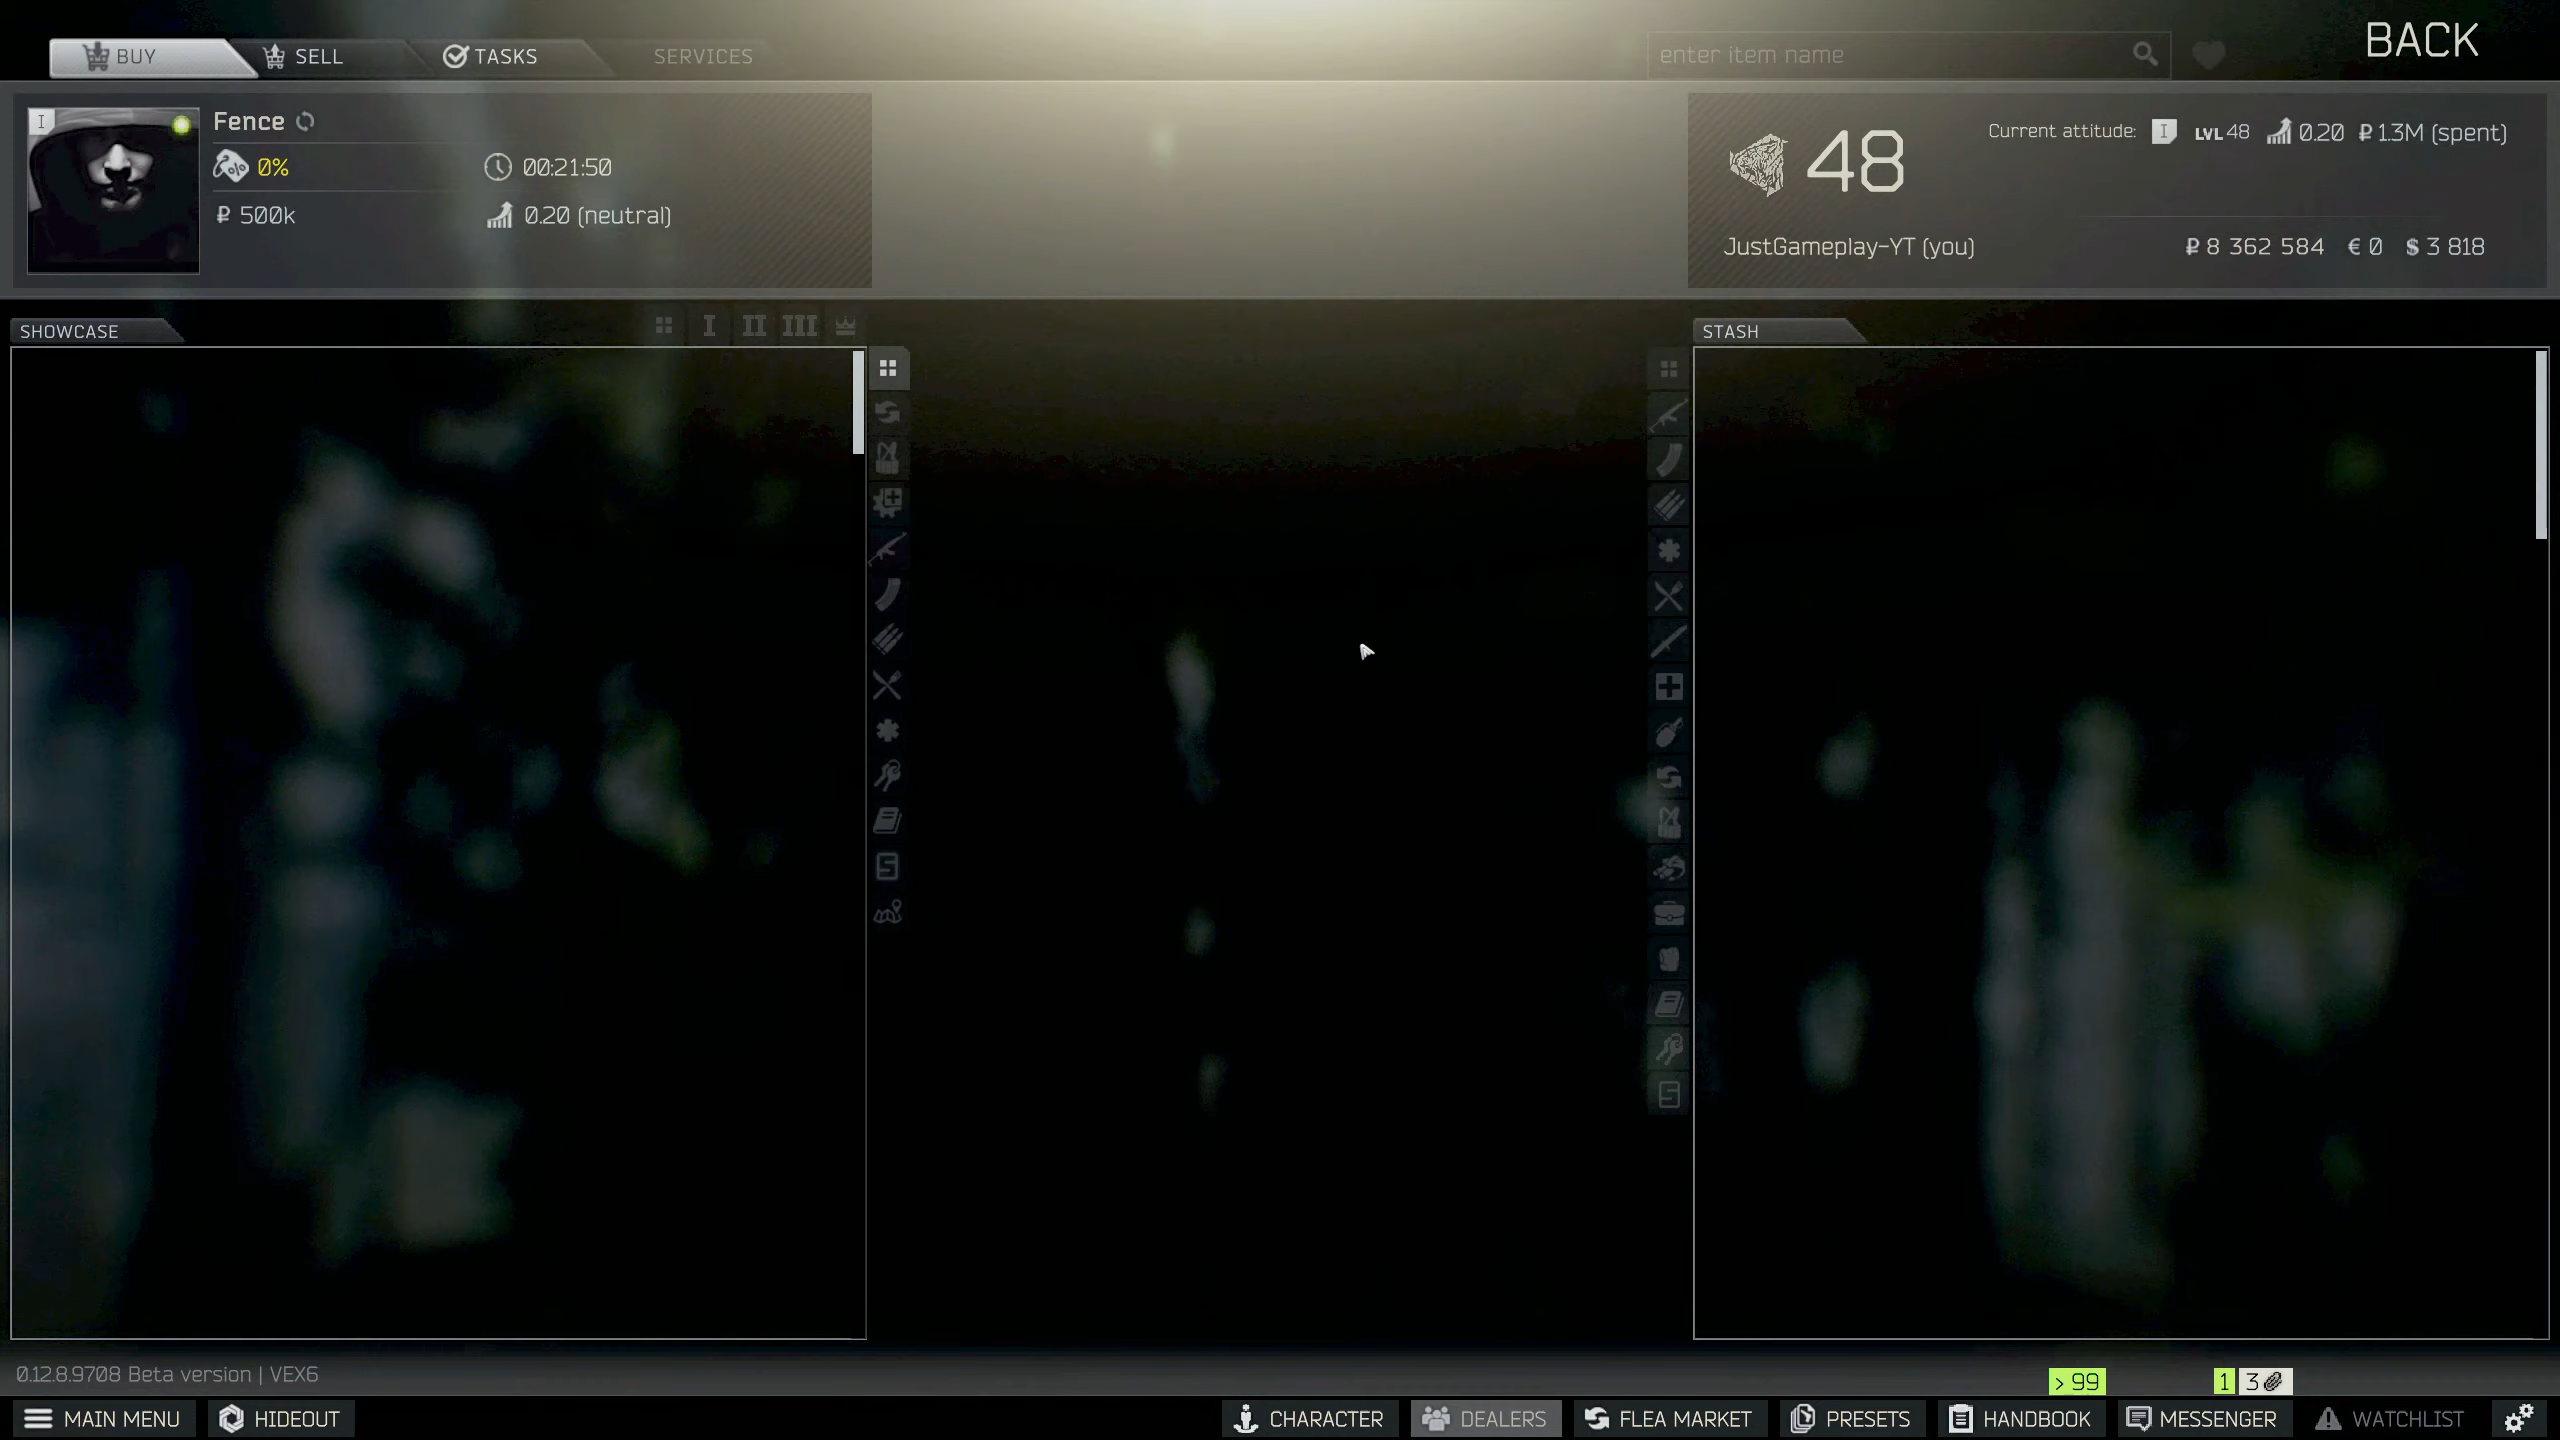 BUY
SELL
TASKS
SERVICES
enter item name
BACK
I
Fence
0%
00:21:50
₽ 500k
0.20 (neutral)
48
Current attitude: I LVL 48 0.20 ₽ 1.3M (spent)
JustGameplay-YT (you)
₽ 8 362 584 € 0 $ 3 818
SHOWCASE
I II III
STASH
0.12.8.9708 Beta version | VEX6
> 99
1
3
MAIN MENU
HIDEOUT
CHARACTER
DEALERS
FLEA MARKET
PRESETS
HANDBOOK
MESSENGER
WATCHLIST